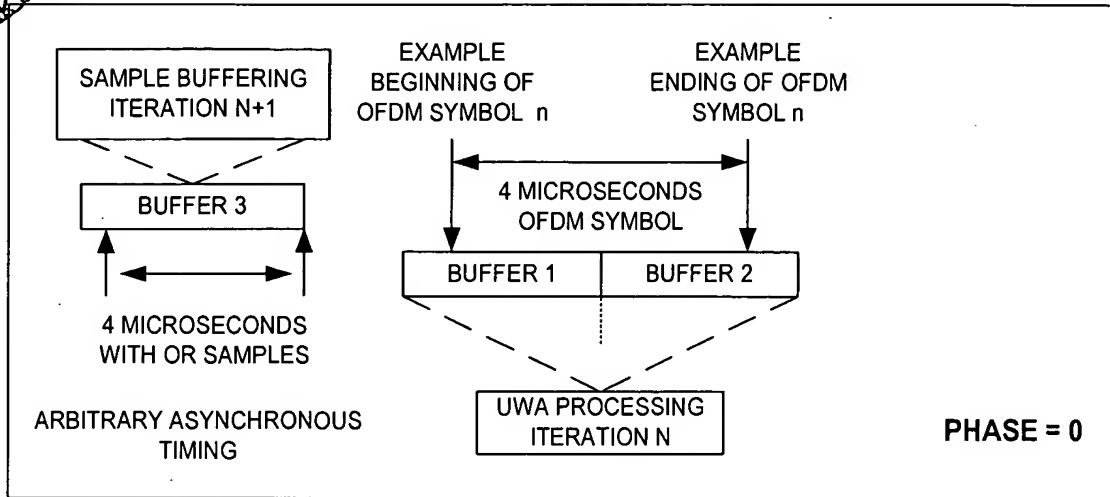 SAMPLE BUFFERING
ITERATION N+1
BUFFER 3
4 MICROSECONDS
WITH OR SAMPLES
ARBITRARY ASYNCHRONOUS
TIMING
EXAMPLE
BEGINNING OF
OFDM SYMBOL n
EXAMPLE
ENDING OF OFDM
SYMBOL n
4 MICROSECONDS
OFDM SYMBOL
BUFFER 1
BUFFER 2
UWA PROCESSING
ITERATION N
PHASE = 0